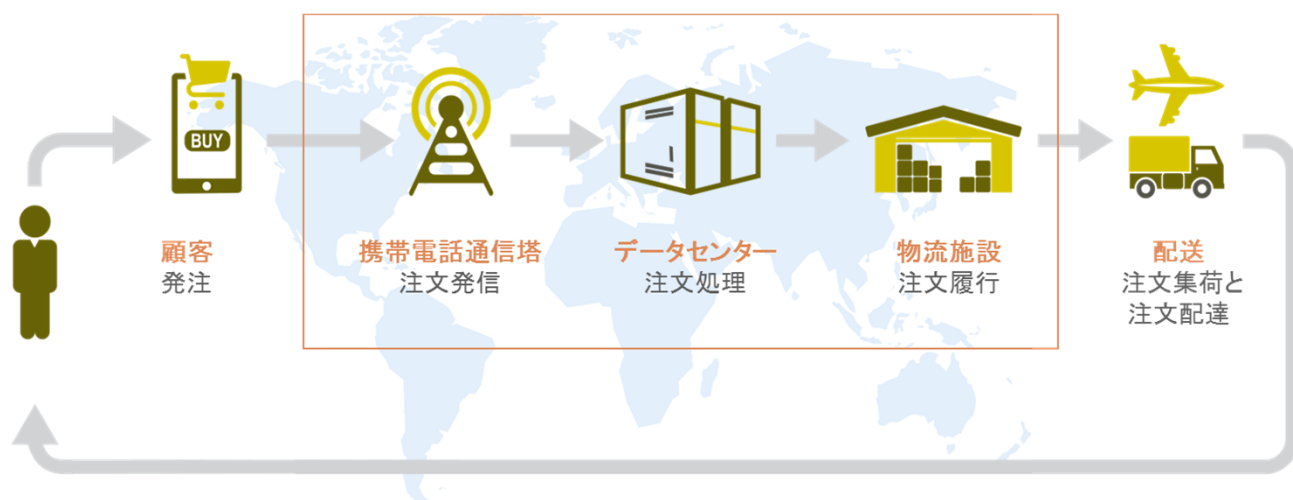 BUY
顧客
発注
携帯電話通信塔
注文発信
データセンター
注文処理
物流施設
注文履行
配送
注文集荷と
注文配達